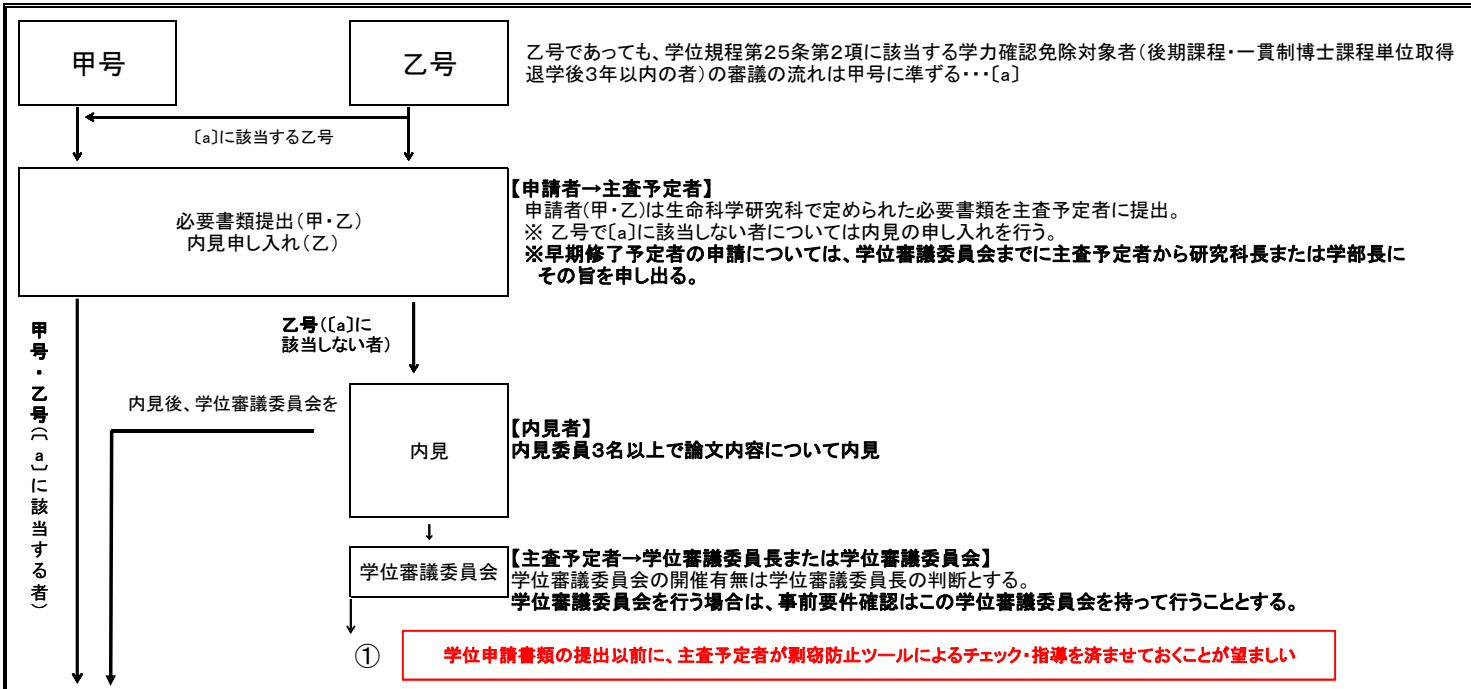 甲号
乙号
乙号であっても、学位規程第25条第2項に該当する学力確認免除対象者(後期課程・一貫制博士課程単位取得
退学後3年以内の者)の審議の流れは甲号に準ずる・・・〔a〕
〔a〕に該当する乙号
必要書類提出(甲・乙)
内見申し入れ(乙)
【申請者→主査予定者】
申請者(甲・乙)は生命科学研究科で定められた必要書類を主査予定者に提出。
※ 乙号で〔a〕に該当しない者については内見の申し入れを行う。
※早期修了予定者の申請については、学位審議委員会までに主査予定者から研究科長または学部長に
その旨を申し出る。
甲号・乙号(〔a〕に該当する者)
乙号(〔a〕に
該当しない者)
内見後、学位審議委員会を
内見
【内見者】
内見委員3名以上で論文内容について内見
学位審議委員会
【主査予定者→学位審議委員長または学位審議委員会】
学位審議委員会の開催有無は学位審議委員長の判断とする。
学位審議委員会を行う場合は、事前要件確認はこの学位審議委員会を持って行うこととする。
①
学位申請書類の提出以前に、主査予定者が剽窃防止ツールによるチェック・指導を済ませておくことが望ましい